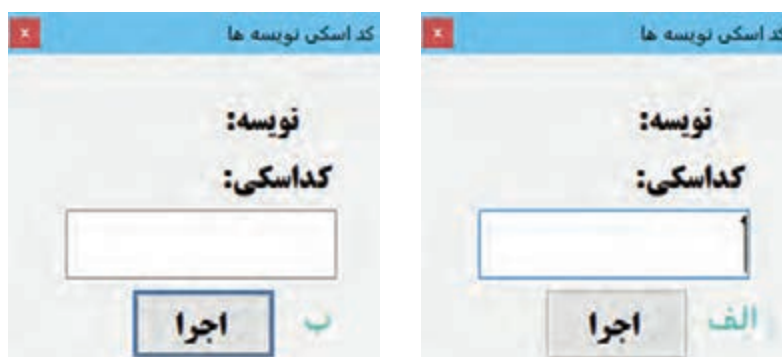 کد اسکی نویسه ها
نویسه:
کداسکی:
اجرا
الف
کد اسکی نویسه ها
نویسه:
کداسکی:
اجرا
ب